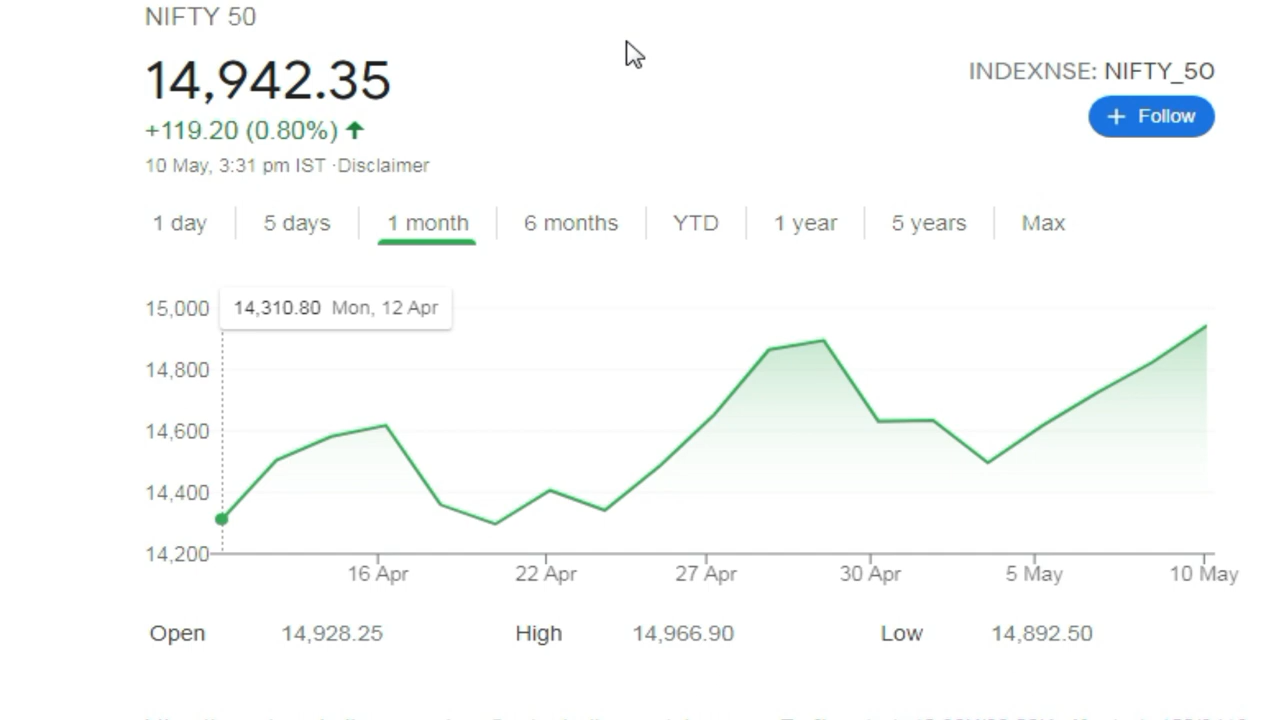 NIFTY 50
14,942.35
INDEXNSE: NIFTY_50
+119.20 (0.80%)
+ Follow
10 May, 3:31 pm IST ·Disclaimer
1 day 5 days 1 month 6 months YTD 1 year 5 years Max
14,310.80 Mon, 12 Apr
15,000
14,800
14,600
14,400
14,200
16 Apr 22 Apr 27 Apr 30 Apr 5 May 10 May
Open 14,928.25 High 14,966.90 Low 14,892.50